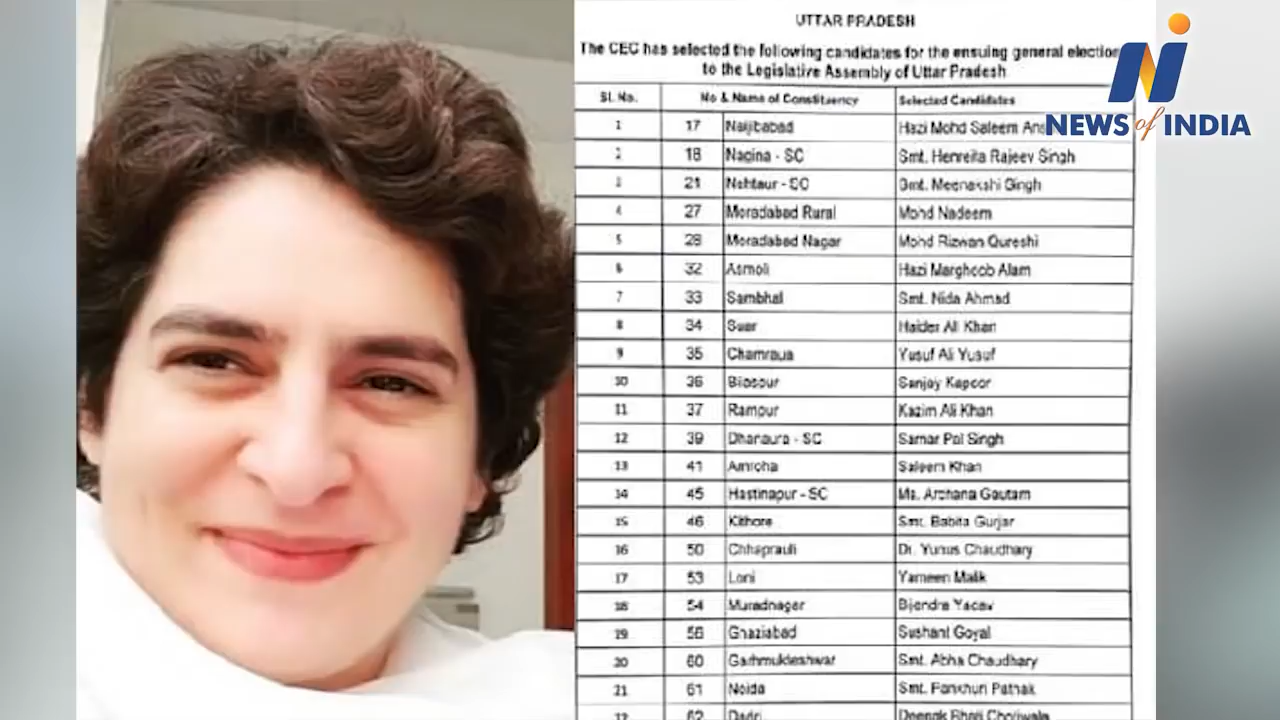 UTTAR PRADESH
The CEC has selected the following candidates for the ensuing general election
to the Legislative Assembly of Uttar Pradesh
Sl. No. No & Name of Constituency Selected Candidates
1 17 Najibabad Hazi Mohd Saleem Ans
2 18 Nagina - SC Smt. Henreita Rajeev Singh
3 21 Nehtaur - SC Smt. Meenakshi Singh
4 27 Moradabad Rural Mohd Nadeem
5 28 Moradabad Nagar Mohd Rizwan Qureshi
6 32 Asmoli Hazi Marghoob Alam
7 33 Sambhal Smt. Nida Ahmad
8 34 Suar Haider Ali Khan
9 35 Chamraua Yusuf Ali Yusuf
10 36 Bilaspur Sanjay Kapoor
11 37 Rampur Kazim Ali Khan
12 39 Dhanaura - SC Samar Pal Singh
13 41 Amroha Saleem Khan
14 45 Hastinapur - SC Ms. Archana Gautam
15 46 Kithore Smt. Babita Gurjar
16 50 Chhaprauli Dr. Yunus Chaudhary
17 53 Loni Yameen Malik
18 54 Muradnagar Bijendra Yadav
19 56 Ghaziabad Sushant Goyal
20 60 Garhmukteshwar Smt. Abha Chaudhary
21 61 Noida Smt. Pankhuri Pathak
62 Dadri Deepak Bhati Chotiwala
NEWS of INDIA